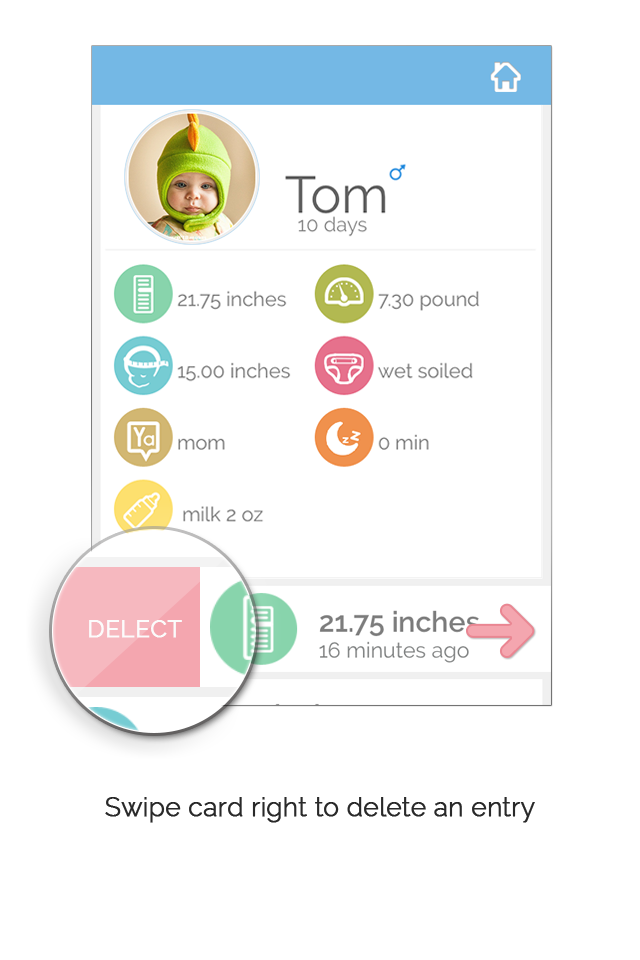 Tom
10 days
21.75 inches
7.30 pound
15.00 inches
wet soiled
Ya
mom
0 min
milk 2 oz
DELECT
21.75 inches
16 minutes ago
Swipe card right to delete an entry